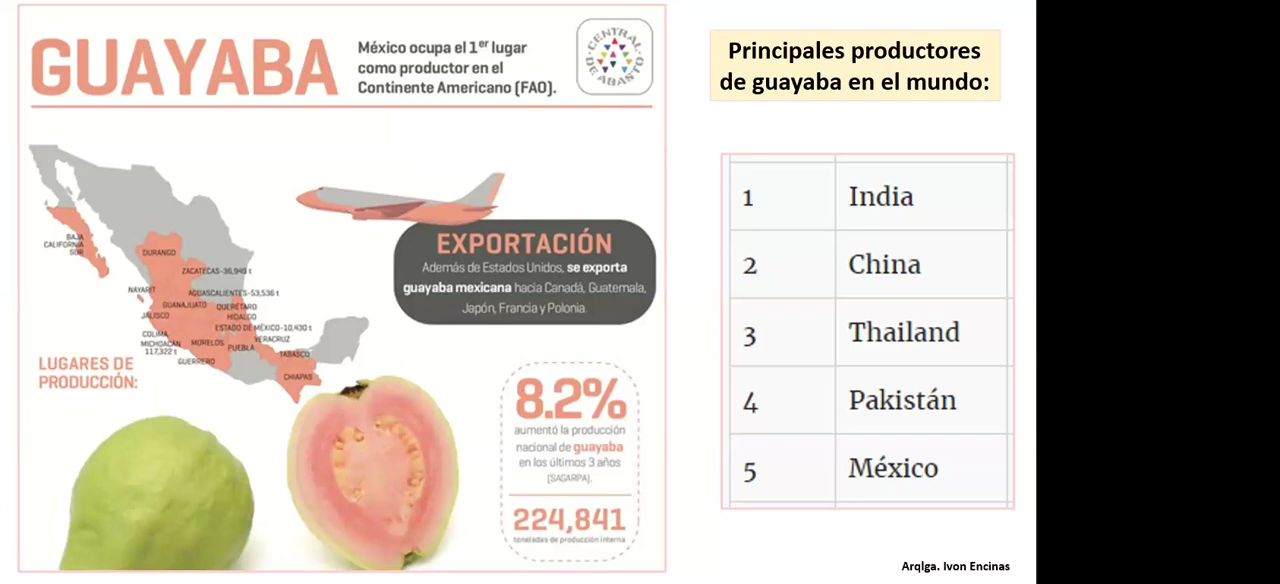 GUAYABA
México ocupa el 1er lugar
como productor en el
Continente Americano (FAO).
CENTRAL
DE ABASTO
BAJA
CALIFORNIA
SUR
DURANGO
ZACATECAS-36,949 t
NAYARIT
AGUASCALIENTES-53,536 t
GUANAJUATO
QUERÉTARO
HIDALGO
JALISCO
ESTADO DE MÉXICO-10,430 t
COLIMA
VERACRUZ
MICHOACÁN
117,322 t
MORELOS
PUEBLA
TABASCO
GUERRERO
CHIAPAS
LUGARES DE
PRODUCCIÓN:
EXPORTACIÓN
Además de Estados Unidos, se exporta
guayaba mexicana hacia Canadá, Guatemala,
Japón, Francia y Polonia.
8.2%
aumentó la producción
nacional de guayaba
en los últimos 3 años
(SAGARPA).
224,841
toneladas de producción interna
Principales productores
de guayaba en el mundo:
1 India
2 China
3 Thailand
4 Pakistán
5 México
Arqlga. Ivon Encinas